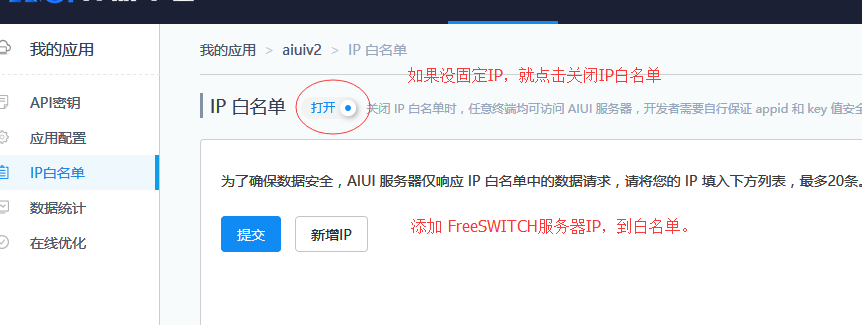 我的应用
API密钥
应用配置
IP白名单
数据统计
在线优化
我的应用 > aiuiv2 > IP 白名单
如果没固定IP，就点击关闭IP白名单
IP 白名单 打开 关闭 IP 白名单时，任意终端均可访问 AIUI 服务器，开发者需要自行保证 appid 和 key 值安全
为了确保数据安全，AIUI 服务器仅响应 IP 白名单中的数据请求，请将您的 IP 填入下方列表，最多20条。
提交 新增IP
添加 FreeSWITCH服务器IP，到白名单。